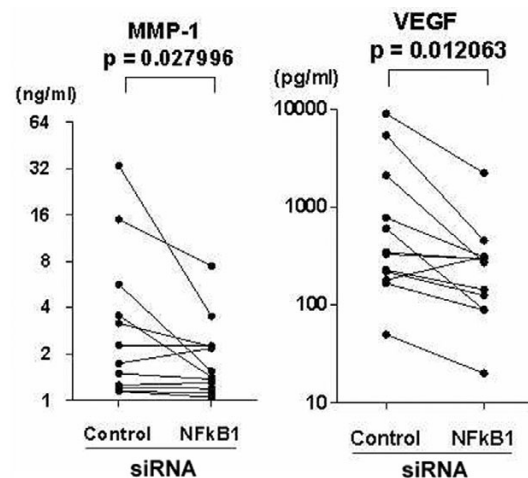 MMP-1
p = 0.027996
(ng/ml)
64
32
16
8
4
2
1
Control NFkB1
siRNA
VEGF
p = 0.012063
(pg/ml)
10000
1000
100
10
Control NFkB1
siRNA